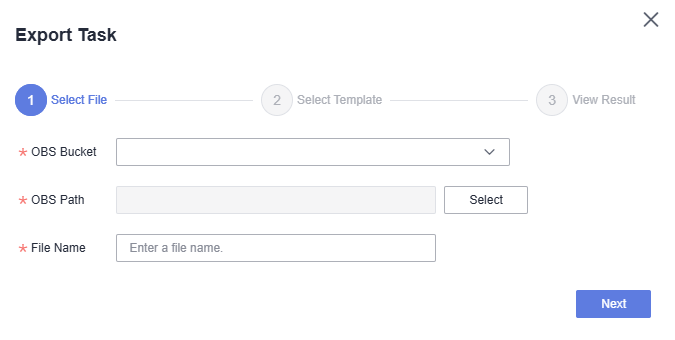 Export Task
1 Select File 2 Select Template 3 View Result
* OBS Bucket
* OBS Path Select
* File Name Enter a file name.
Next